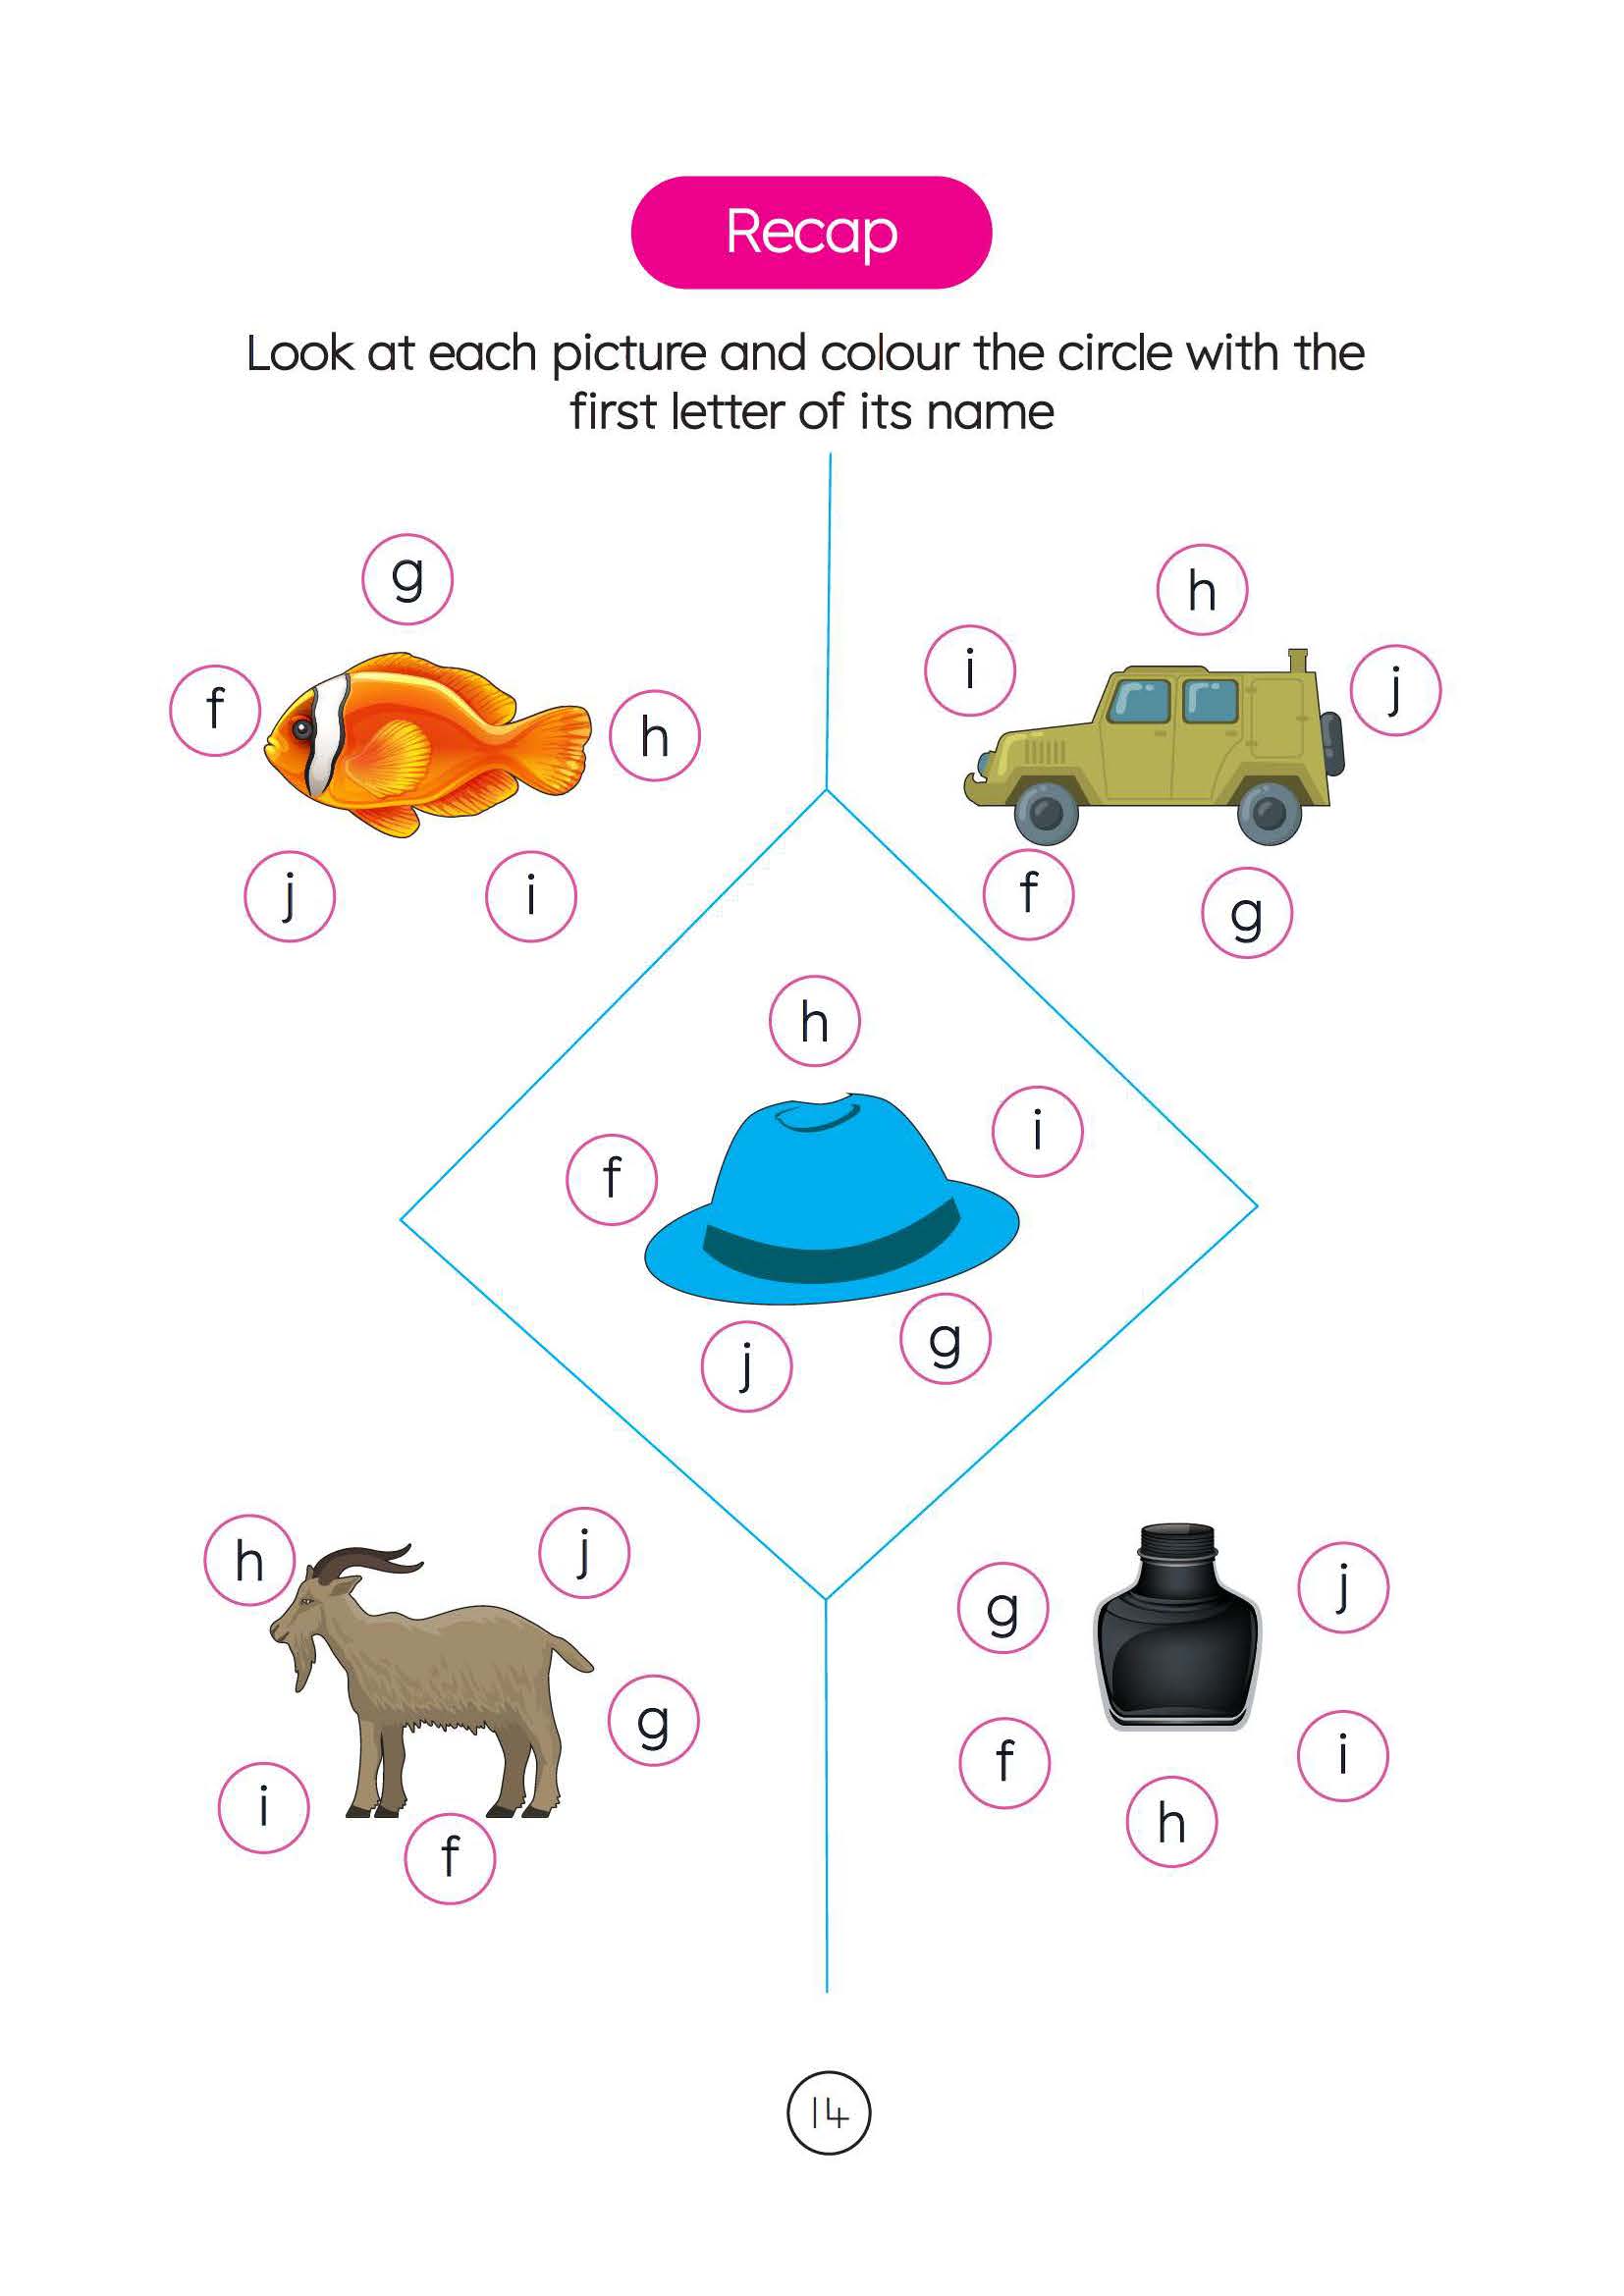 Recap
Look at each picture and colour the circle with the
first letter of its name
g
f
h
j
i
h
i
j
f
g
h
i
f
g
j
h
j
g
i
f
j
g
i
f
h
14